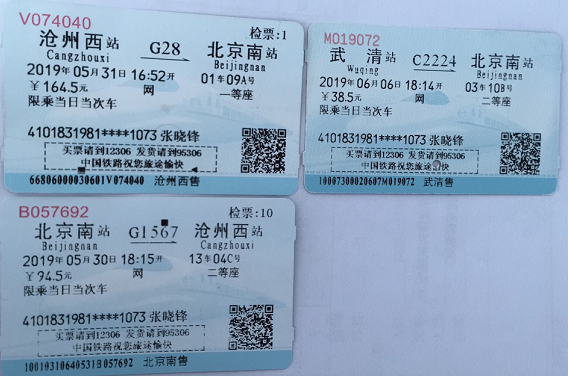 V074040
检票:1
沧州西站 G28 北京南站
Cangzhouxi Beijingnan
2019年05月31日 16:52开 01车09A号
¥164.5元 网 一等座
限乘当日当次车
4101831981****1073 张晓锋
买票请到12306 发货请到95306
中国铁路祝您旅途愉快
66806000030601V074040 沧州西售
M019072
武清站 C2224 北京南站
Wuqing Beijingnan
2019年06月06日 18:14开 03车10B号
¥38.5元 网 二等座
限乘当日当次车
4101831981****1073 张晓锋
买票请到12306 发货请到95306
中国铁路祝您旅途愉快
10007300020607M019072 武清售
B057692
检票:10
北京南站 G1567 沧州西站
Beijingnan Cangzhouxi
2019年05月30日 18:15开 13车04C号
¥94.5元 网 二等座
限乘当日当次车
4101831981****1073 张晓锋
买票请到12306 发货请到95306
中国铁路祝您旅途愉快
10010310640531B057692 北京南售